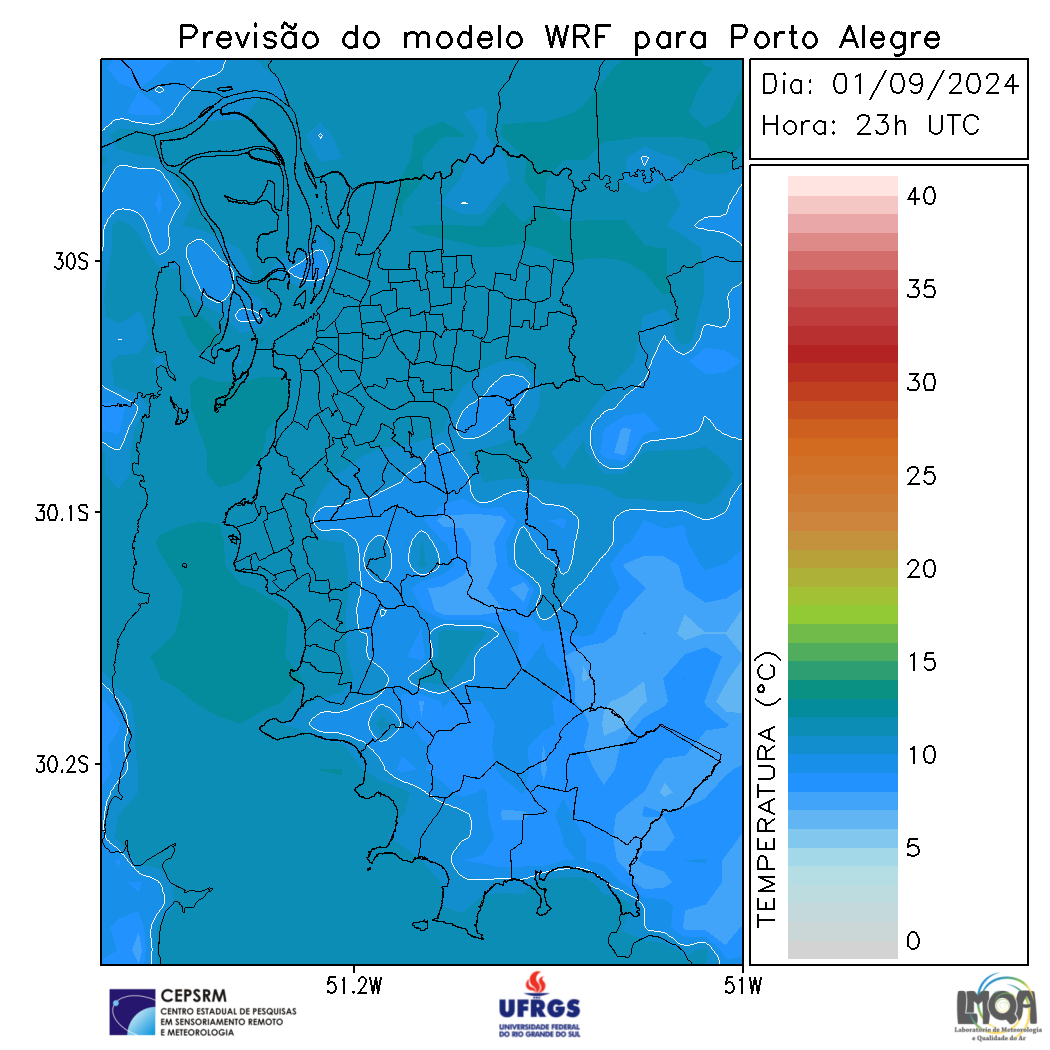 Previsão do modelo WRF para Porto Alegre
Dia: 01/09/2024
Hora: 23h UTC
40
35
30
25
20
15
10
5
0
TEMPERATURA (°C)
30S
30.1S
30.2S
51.2W
51W
CEPSRM
CENTRO ESTADUAL DE PESQUISAS
EM SENSORIAMENTO REMOTO
E METEOROLOGIA
UFRGS
UNIVERSIDADE FEDERAL
DO RIO GRANDE DO SUL
LMQA
Laboratório de Meteorologia
e Qualidade do Ar